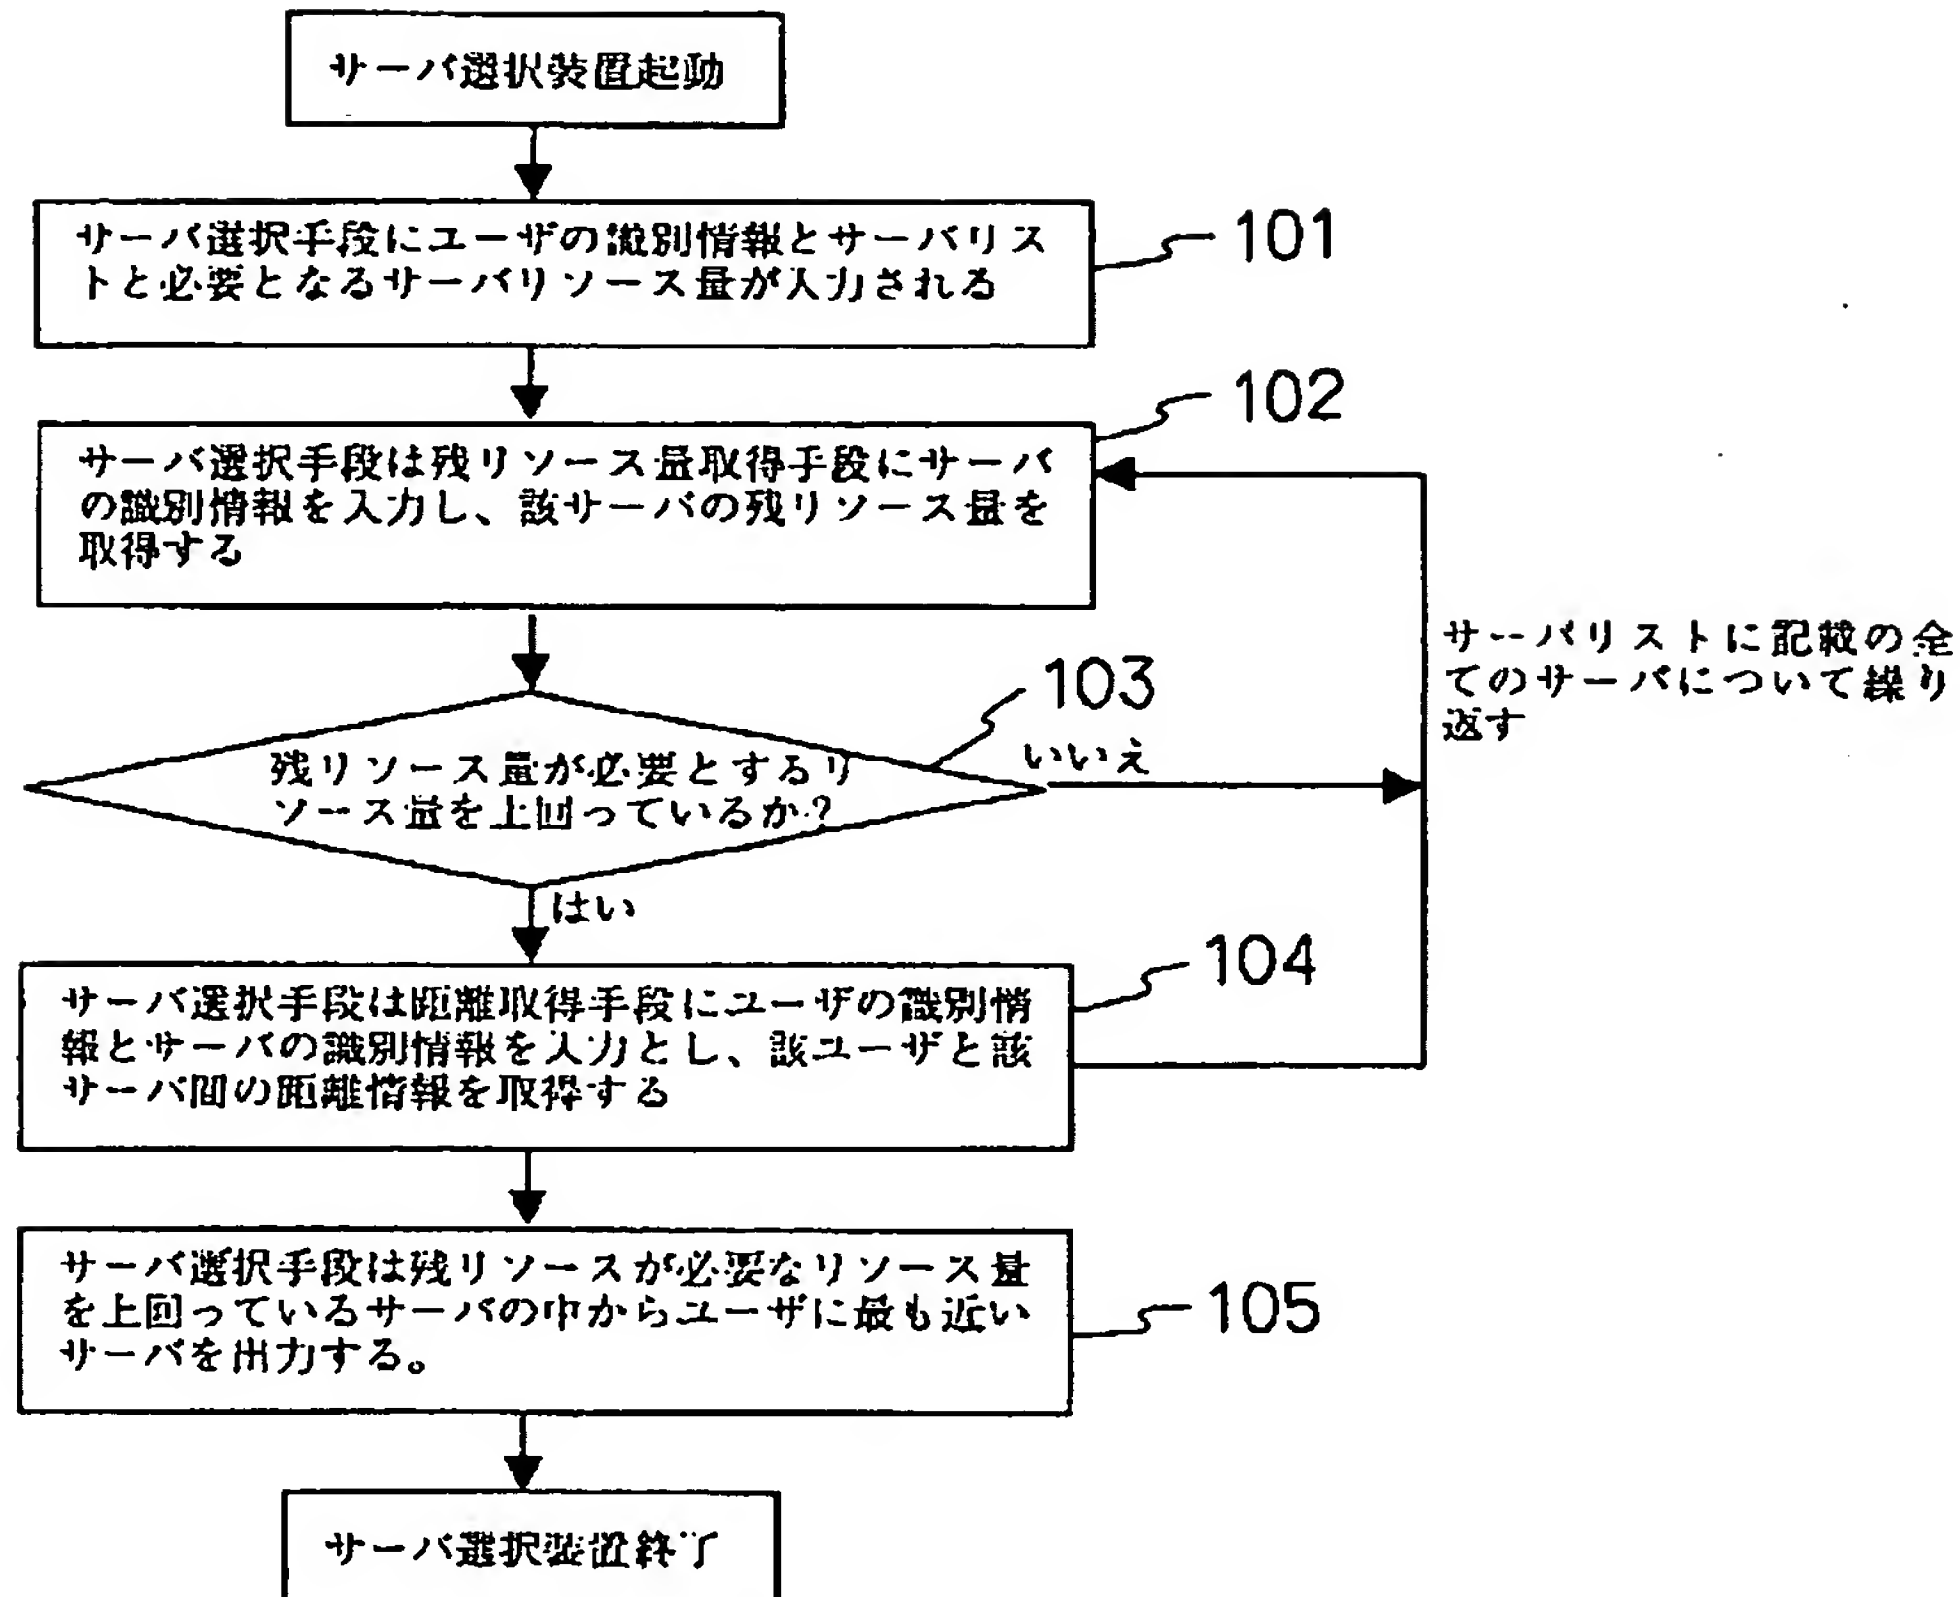 サーバ選択装置起動
サーバ選択手段にユーザの識別情報とサーバリス
トと必要となるサーバリソース量が入力される
101
サーバ選択手段は残リソース量取得手段にサーバ
の識別情報を入力し、該サーバの残リソース量を
取得する
102
サーバリストに記載の全
てのサーバについて繰り
返す
残リソース量が必要とするリ
ソース量を上回っているか?
103
いいえ
はい
サーバ選択手段は距離取得手段にユーザの識別情
報とサーバの識別情報を入力とし、該ユーザと該
サーバ間の距離情報を取得する
104
サーバ選択手段は残リソースが必要なリソース量
を上回っているサーバの中からユーザに最も近い
サーバを出力する。
105
サーバ選択装置終了